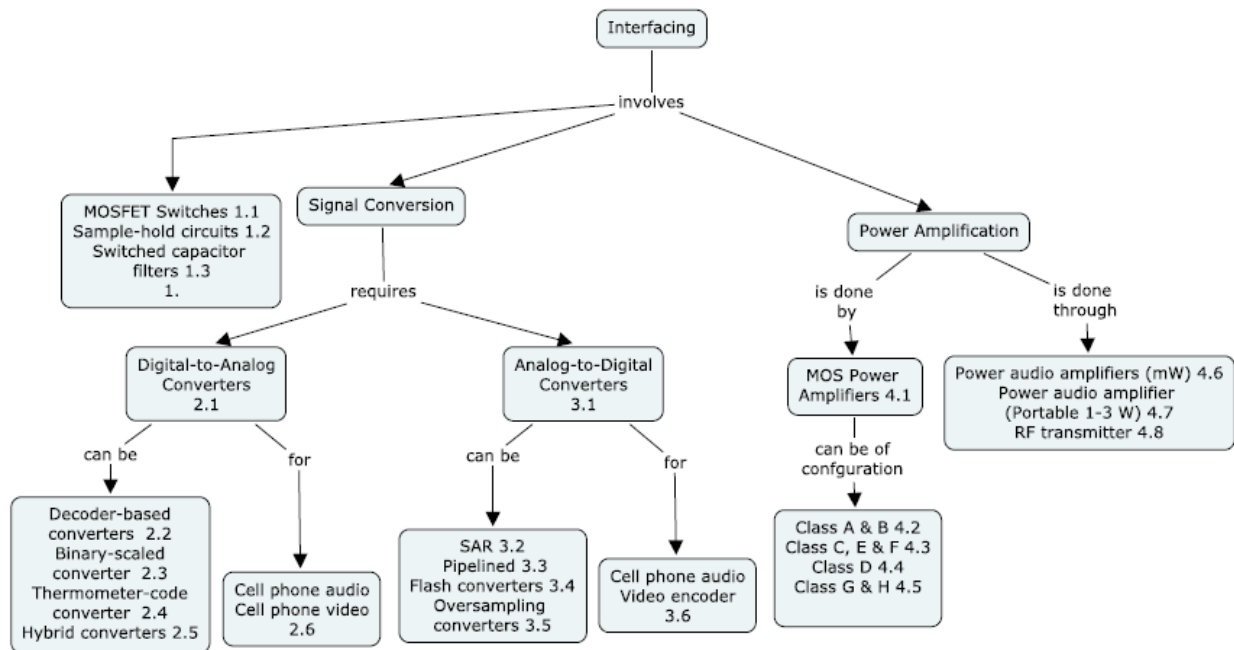 Interfacing
involves
MOSFET Switches 1.1
Sample-hold circuits 1.2
Switched capacitor
filters 1.3
1.
Signal Conversion
Power Amplification
requires
is done
by
is done
through
Digital-to-Analog
Converters
2.1
Analog-to-Digital
Converters
3.1
MOS Power
Amplifiers 4.1
Power audio amplifiers (mW) 4.6
Power audio amplifier
(Portable 1-3 W) 4.7
RF transmitter 4.8
can be
for
can be
for
can be of
confguration
Decoder-based
converters 2.2
Binary-scaled
converter 2.3
Thermometer-code
converter 2.4
Hybrid converters 2.5
Cell phone audio
Cell phone video
2.6
SAR 3.2
Pipelined 3.3
Flash converters 3.4
Oversampling
converters 3.5
Cell phone audio
Video encoder
3.6
Class A & B 4.2
Class C, E & F 4.3
Class D 4.4
Class G & H 4.5